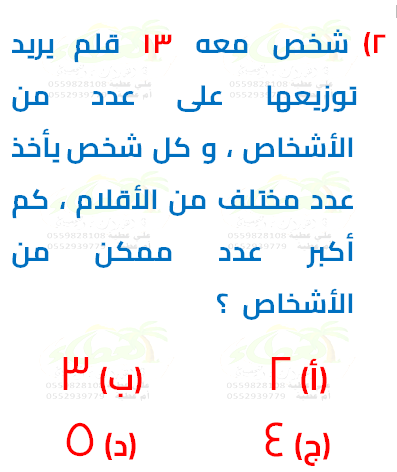 ٢) شخص معه ١٣ قلم يريد
توزيعها على عدد من
الأشخاص ، و كل شخص يأخذ
عدد مختلف من الأقلام ، كم
أكبر عدد ممكن من
الأشخاص ؟
(أ) ٢ (ب) ٣
(ج) ٤ (د) ٥